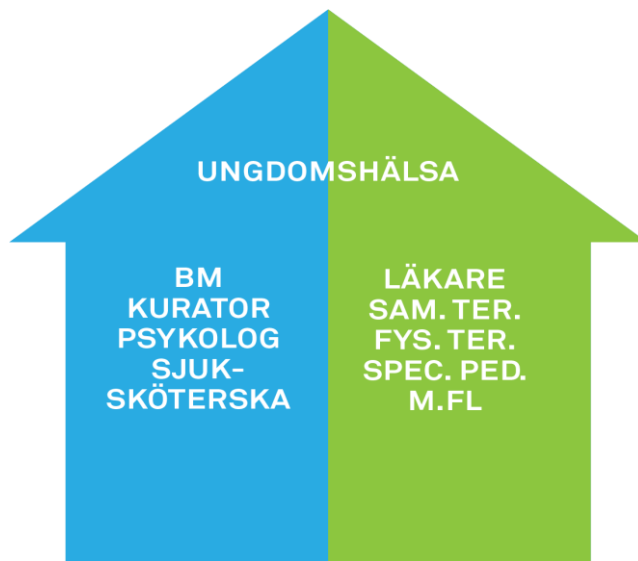 UNGDOMSHÄLSA
BM
KURATOR
PSYKOLOG
SJUK-
SKÖTERSKA
LÄKARE
SAM. TER.
FYS. TER.
SPEC. PED.
M.FL